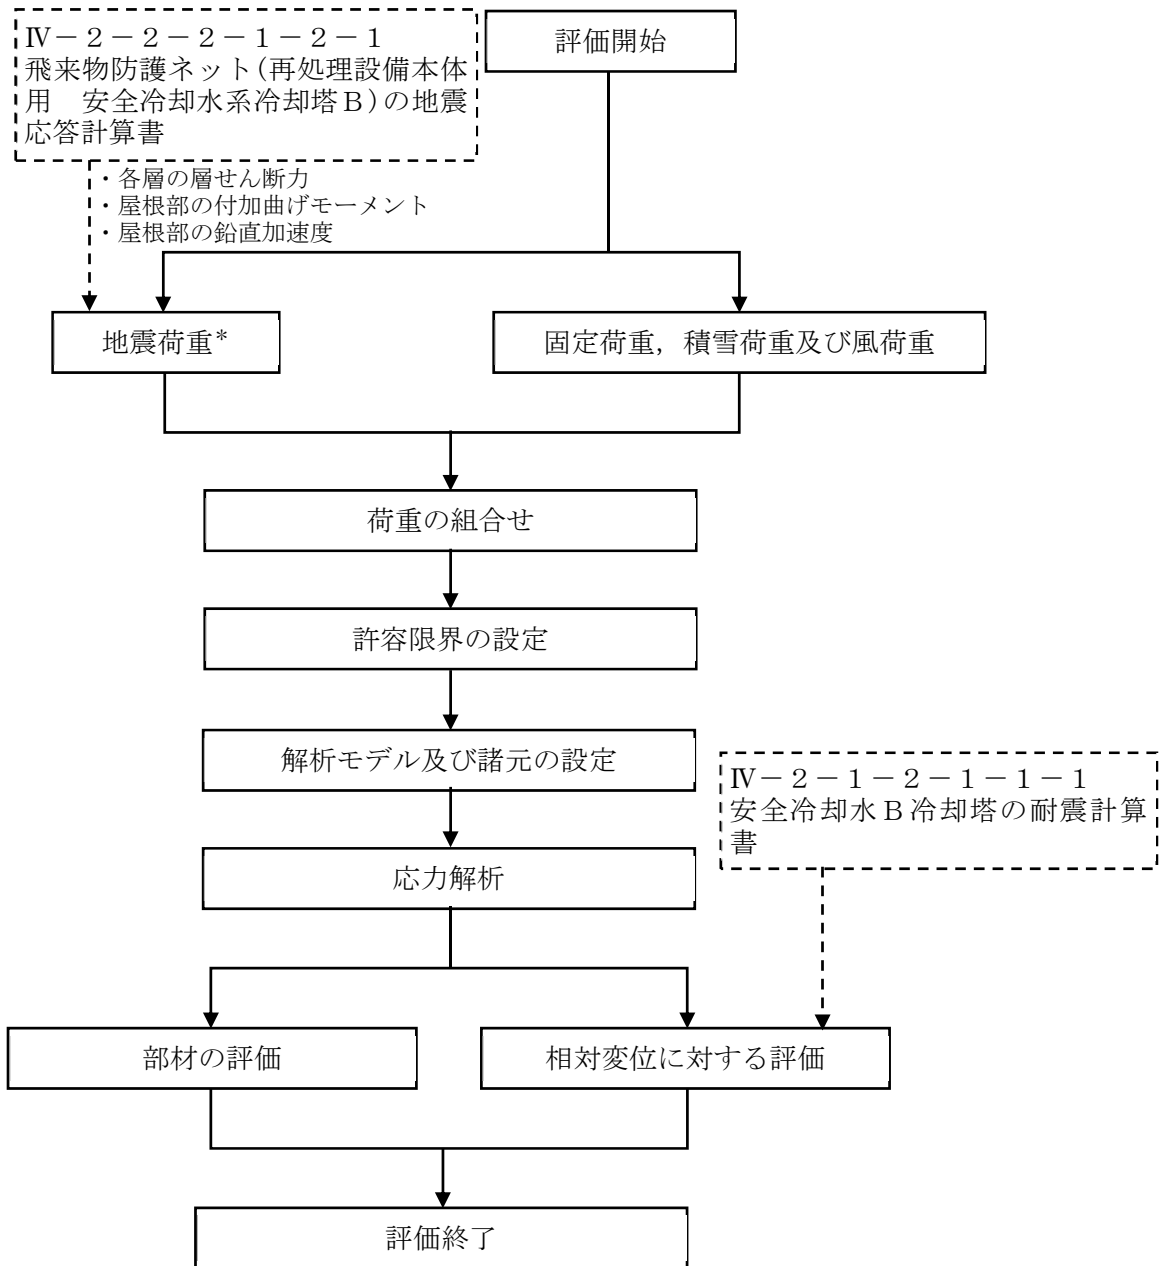 Ⅳ－２－２－２－１－２－１
飛来物防護ネット(再処理設備本体
用　安全冷却水系冷却塔Ｂ)の地震
応答計算書
評価開始
・各層の層せん断力
・屋根部の付加曲げモーメント
・屋根部の鉛直加速度
地震荷重*
固定荷重，積雪荷重及び風荷重
荷重の組合せ
許容限界の設定
解析モデル及び諸元の設定
Ⅳ－２－１－２－１－１－１
安全冷却水Ｂ冷却塔の耐震計算
書
応力解析
部材の評価
相対変位に対する評価
評価終了